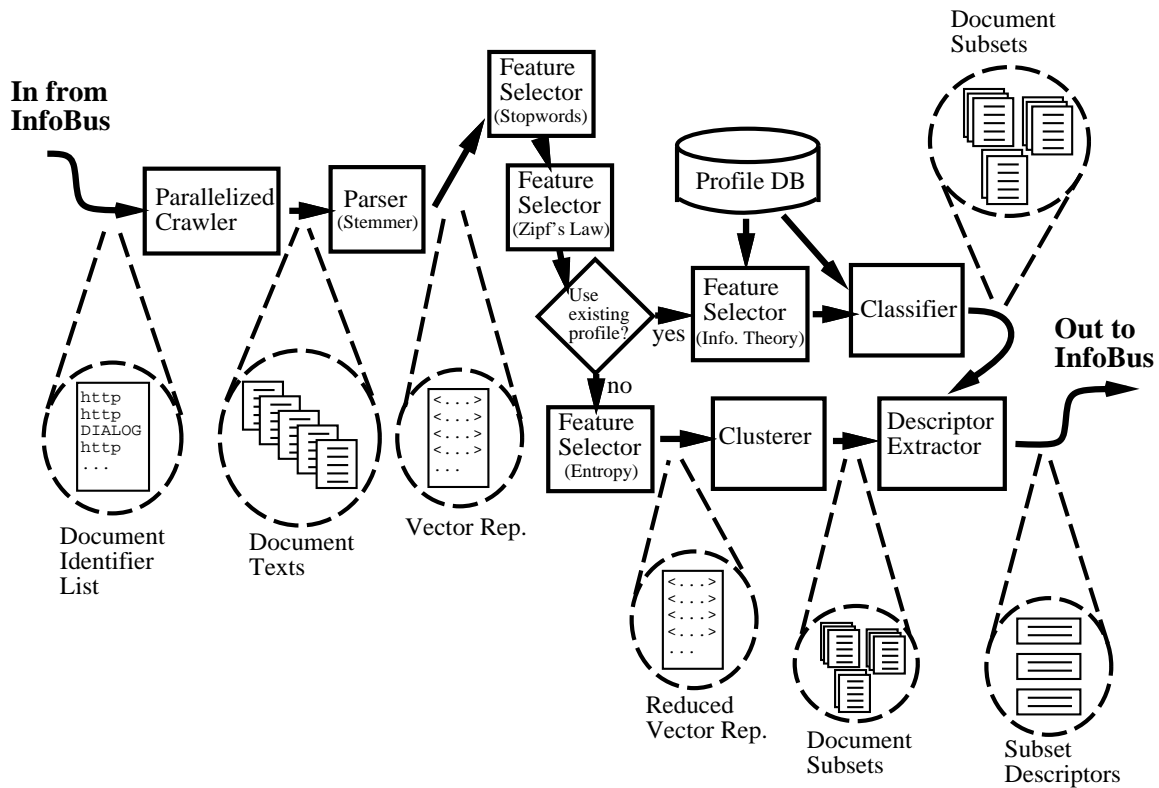 Document
Subsets
In from
InfoBus
Feature
Selector
(Stopwords)
Parallelized
Crawler
Parser
(Stemmer)
Feature
Selector
(Zipf's Law)
Profile DB
Use
existing
profile?
yes
no
Feature
Selector
(Info. Theory)
Classifier
Out to
InfoBus
http
http
DIALOG
http
...
<...>
<...>
<...>
<...>
...
Feature
Selector
(Entropy)
Clusterer
Descriptor
Extractor
Document
Identifier
List
Document
Texts
Vector Rep.
<...>
<...>
<...>
<...>
...
Reduced
Vector Rep.
Document
Subsets
Subset
Descriptors